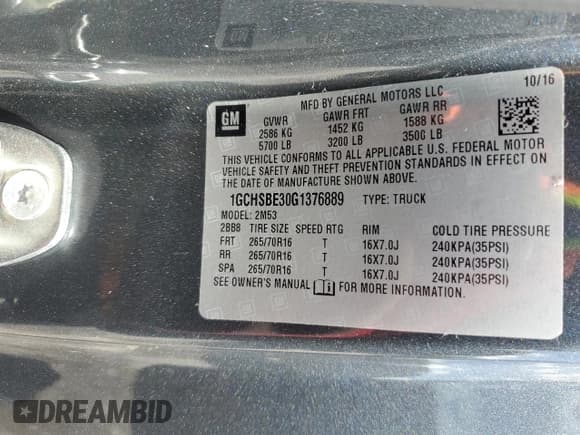 GM
MFD BY GENERAL MOTORS LLC 10/16
GVWR GAWR FRT GAWR RR
2586 KG 1452 KG 1588 KG
5700 LB 3200 LB 3500 LB
THIS VEHICLE CONFORMS TO ALL APPLICABLE U.S. FEDERAL MOTOR
VEHICLE SAFETY AND THEFT PREVENTION STANDARDS IN EFFECT ON
THE DATE OF MANUFACTURE SHOWN ABOVE.
1GCHSBE30G1376889 TYPE: TRUCK
MODEL: 2M53
2BB8 TIRE SIZE SPEED RTG RIM COLD TIRE PRESSURE
FRT 265/70R16 T 16X7.0J 240KPA(35PSI)
RR 265/70R16 T 16X7.0J 240KPA(35PSI)
SPA 265/70R16 T 16X7.0J 240KPA(35PSI)
SEE OWNER'S MANUAL FOR MORE INFORMATION.
DREAMBID